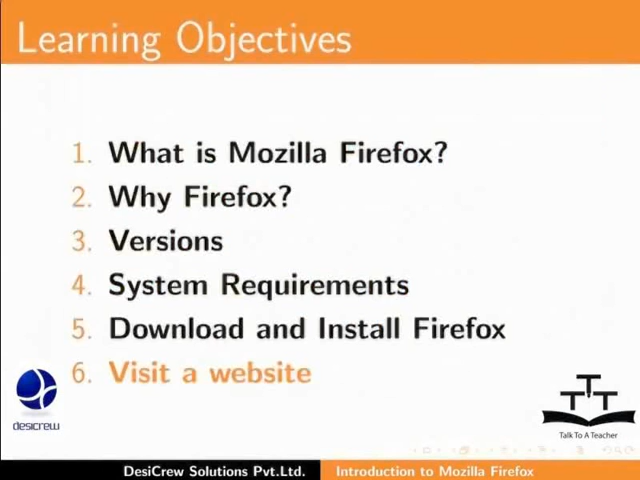 Learning Objectives
1. What is Mozilla Firefox?
2. Why Firefox?
3. Versions
4. System Requirements
5. Download and Install Firefox
6. Visit a website
desicrew
TTT
Talk To A Teacher
DesiCrew Solutions Pvt.Ltd. Introduction to Mozilla Firefox